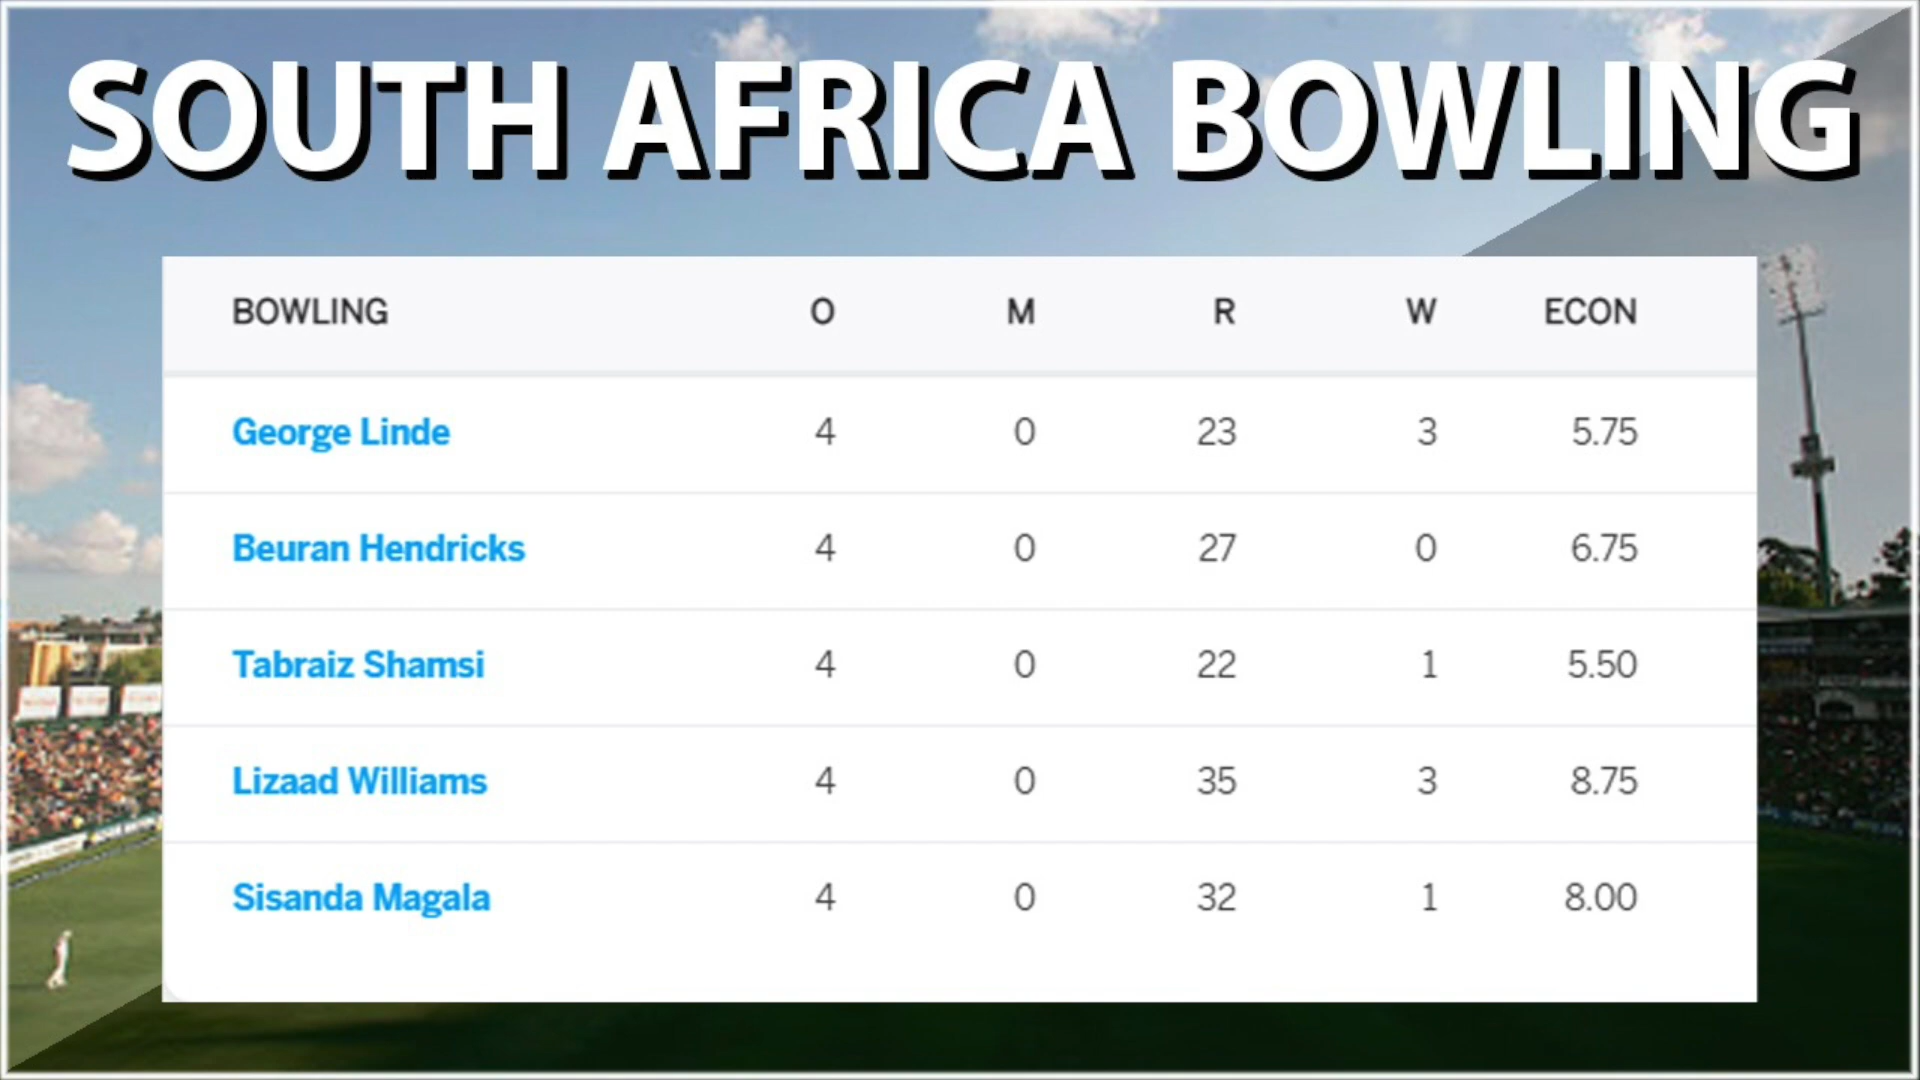 SOUTH AFRICA BOWLING
BOWLING O M R W ECON
George Linde 4 0 23 3 5.75
Beuran Hendricks 4 0 27 0 6.75
Tabraiz Shamsi 4 0 22 1 5.50
Lizaad Williams 4 0 35 3 8.75
Sisanda Magala 4 0 32 1 8.00